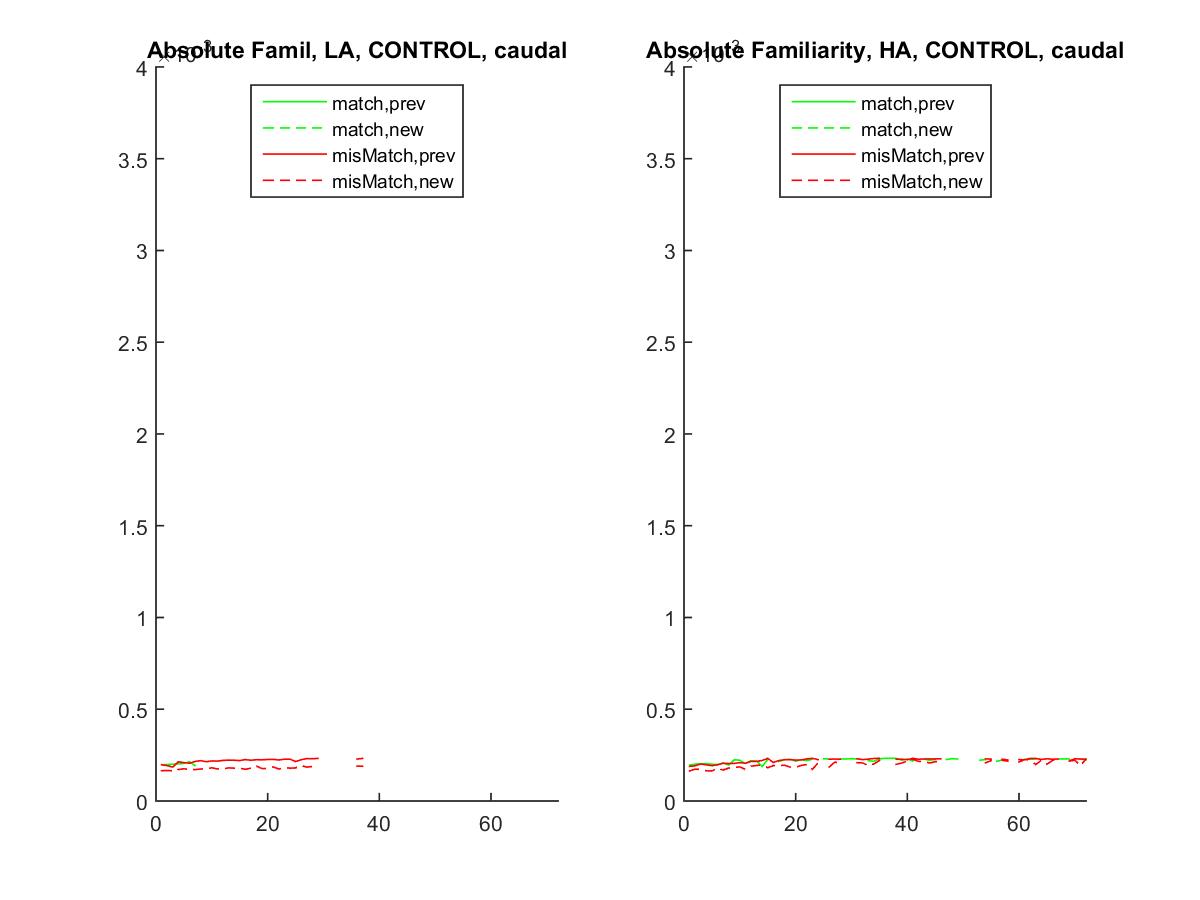 Absolute Famil, LA, CONTROL, caudal
4
3.5
3
2.5
2
1.5
1
0.5
0
0 20 40 60
match,prev
match,new
misMatch,prev
misMatch,new
Absolute Familiarity, HA, CONTROL, caudal
4
3.5
3
2.5
2
1.5
1
0.5
0
0 20 40 60
match,prev
match,new
misMatch,prev
misMatch,new